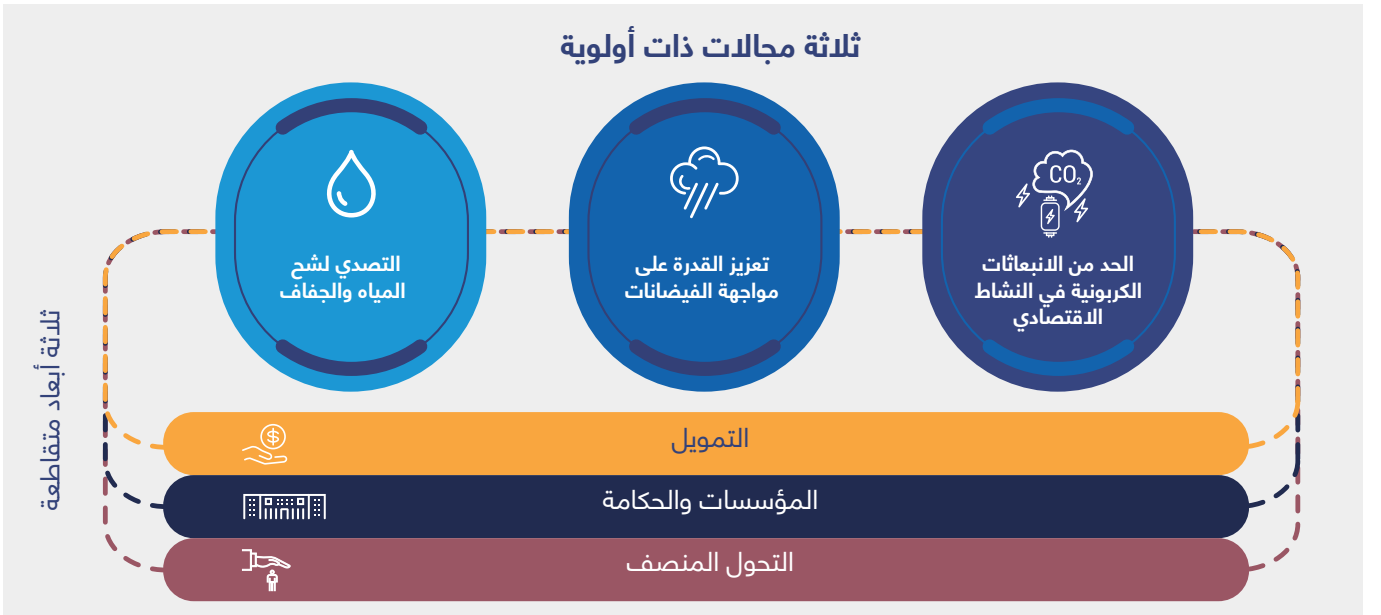 ثلاثة مجالات ذات أولوية
CO₂
الحد من الانبعاثات
الكربونية في النشاط
الاقتصادي
تعزيز القدرة على
مواجهة الفيضانات
التصدي لشح
المياه والجفاف
ثلاثة أبعاد متقاطعة
$
التمويل
المؤسسات والحكامة
التحول المنصف